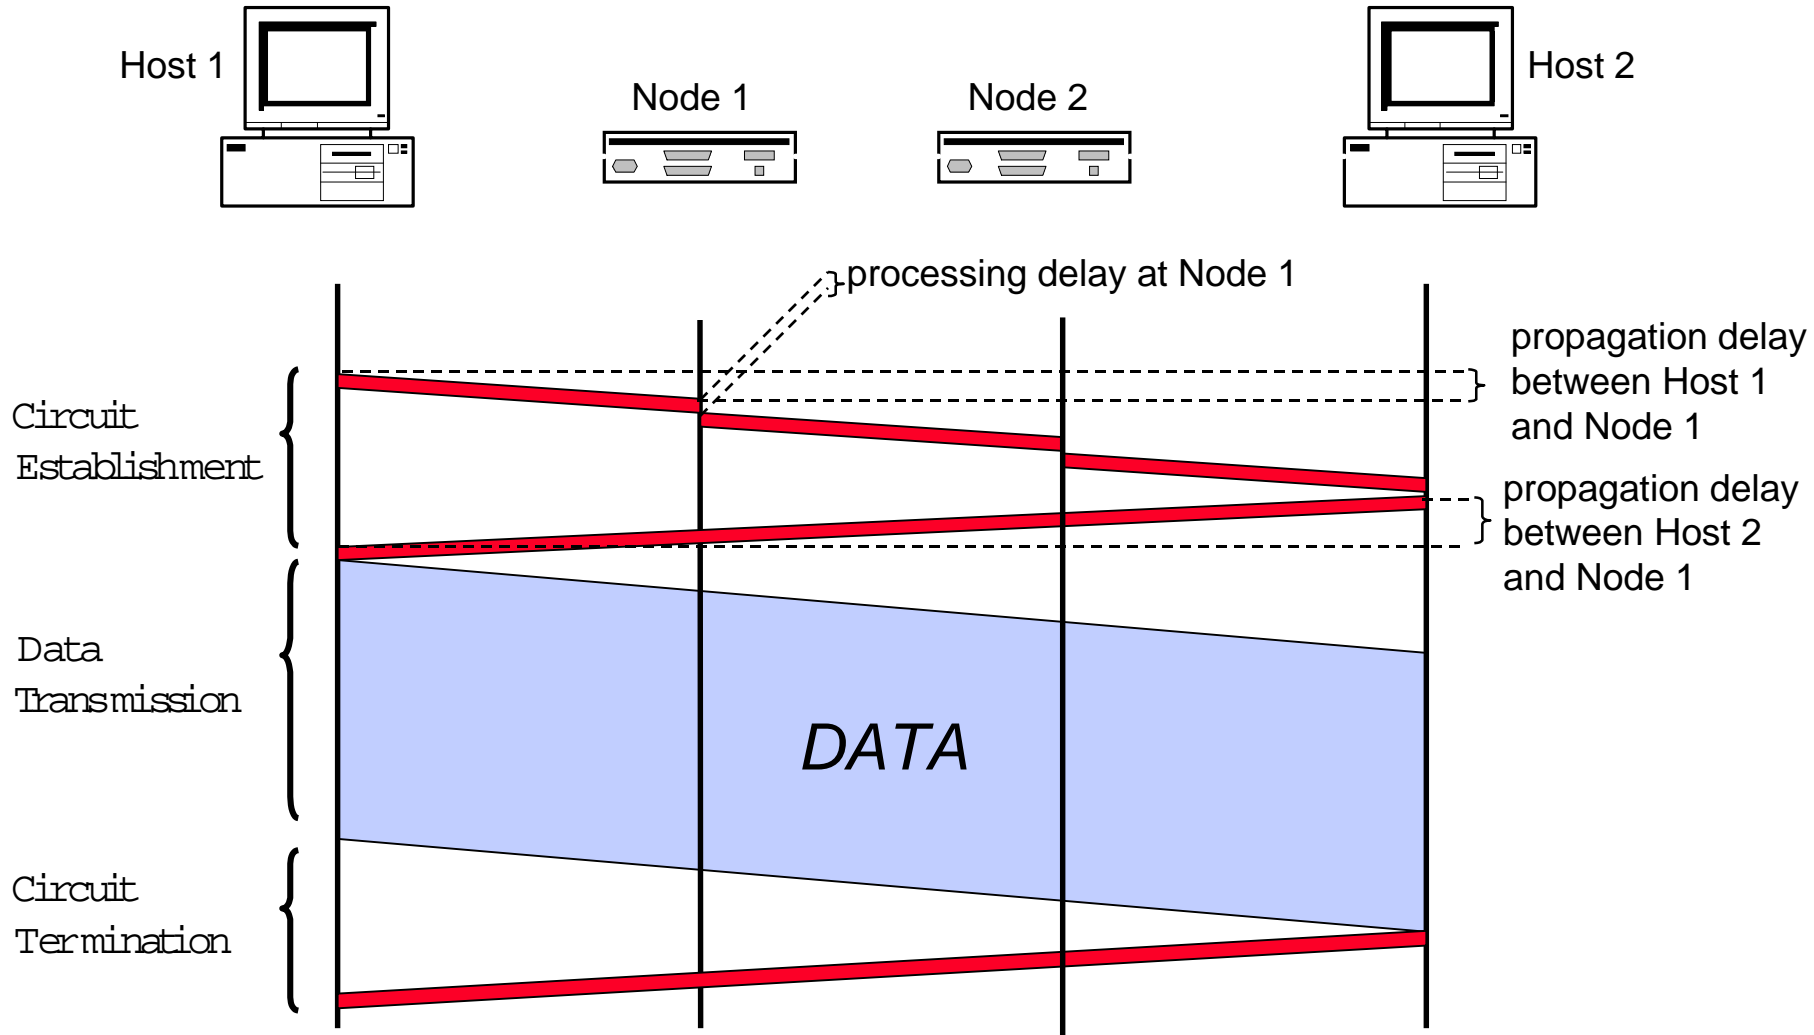 Host 1
Node 1
Node 2
Host 2
processing delay at Node 1
propagation delay
between Host 1
and Node 1
Circuit
Establishment
propagation delay
between Host 2
and Node 1
Data
Transmission
DATA
Circuit
Termination